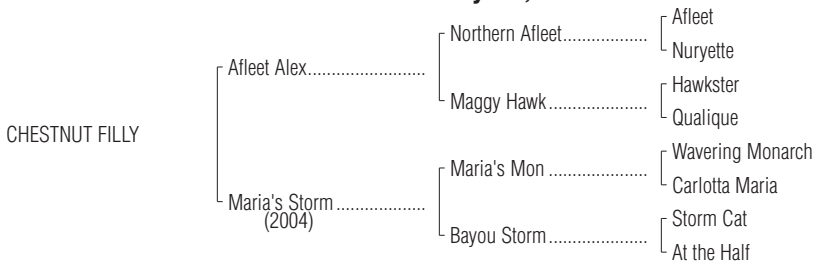 Afleet
Northern Afleet....................
Nuryette
Afleet Alex.........................
Hawkster
Maggy Hawk.....................
Qualique
CHESTNUT FILLY
Wavering Monarch
Maria's Mon......................
Carlotta Maria
Maria's Storm...................
(2004)
Storm Cat
Bayou Storm.....................
At the Half